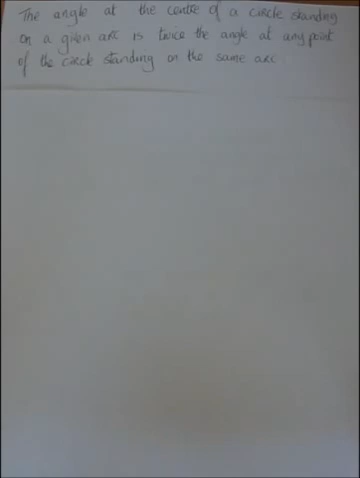 The angle at the centre of a circle standing
on a given arc is twice the angle at any point
of the circle standing on the same arc